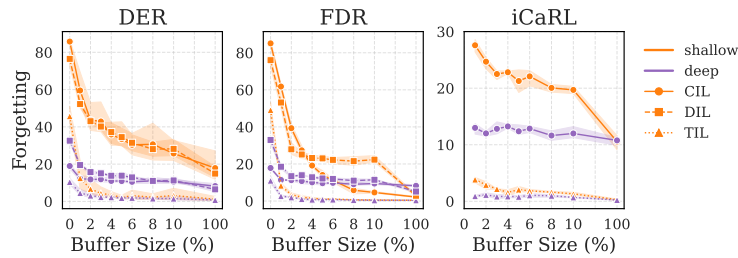 DER
FDR
iCaRL
Forgetting
80
60
40
20
0
0 2 4 6 8 10 100
Buffer Size (%)
80
60
40
20
0
0 2 4 6 8 10 100
Buffer Size (%)
30
20
10
0
0 2 4 6 8 10 100
Buffer Size (%)
shallow
deep
CIL
DIL
TIL